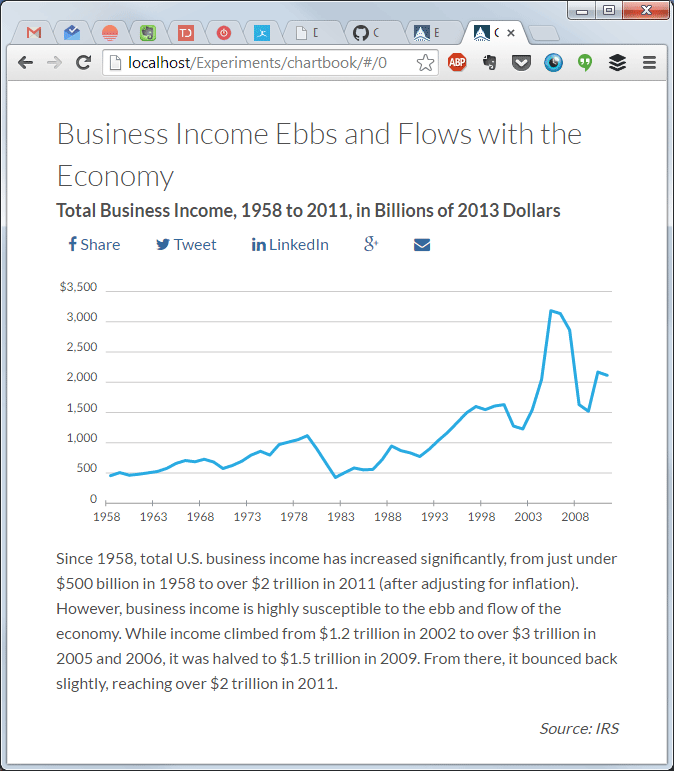 D
C
E
C
localhost/Experiments/chartbook/#/0
ABP
Business Income Ebbs and Flows with the
Economy
Total Business Income, 1958 to 2011, in Billions of 2013 Dollars
Share Tweet LinkedIn
$3,500
3,000
2,500
2,000
1,500
1,000
500
0
1958 1963 1968 1973 1978 1983 1988 1993 1998 2003 2008
Since 1958, total U.S. business income has increased significantly, from just under
$500 billion in 1958 to over $2 trillion in 2011 (after adjusting for inflation).
However, business income is highly susceptible to the ebb and flow of the
economy. While income climbed from $1.2 trillion in 2002 to over $3 trillion in
2005 and 2006, it was halved to $1.5 trillion in 2009. From there, it bounced back
slightly, reaching over $2 trillion in 2011.
Source: IRS